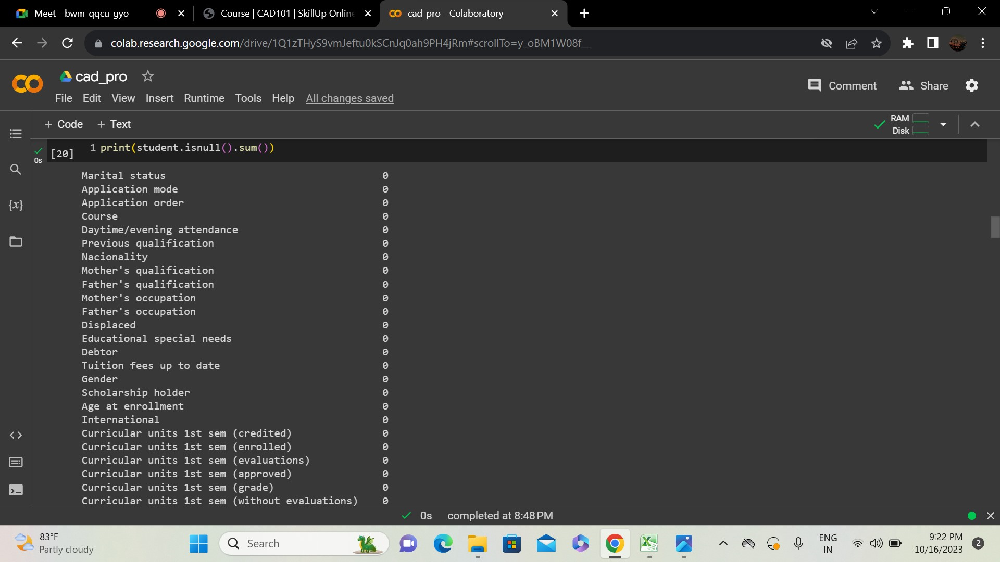 Meet - bwm-qqcu-gyo
Course | CAD101 | SkillUp Online
cad_pro - Colaboratory
colab.research.google.com/drive/1Q1zTHyS9vmJeftu0kSCnJq0ah9PH4jRm#scrollTo=y_oBM1W08f__
cad_pro
File Edit View Insert Runtime Tools Help All changes saved
Comment
Share
+ Code + Text
RAM
Disk
0s
[20]
1 print(student.isnull().sum())
Marital status 0
Application mode 0
Application order 0
Course 0
Daytime/evening attendance 0
Previous qualification 0
Nacionality 0
Mother's qualification 0
Father's qualification 0
Mother's occupation 0
Father's occupation 0
Displaced 0
Educational special needs 0
Debtor 0
Tuition fees up to date 0
Gender 0
Scholarship holder 0
Age at enrollment 0
International 0
Curricular units 1st sem (credited) 0
Curricular units 1st sem (enrolled) 0
Curricular units 1st sem (evaluations) 0
Curricular units 1st sem (approved) 0
Curricular units 1st sem (grade) 0
Curricular units 1st sem (without evaluations) 0
0s completed at 8:48 PM
83°F
Partly cloudy
Search
ENG
IN
9:22 PM
10/16/2023
2